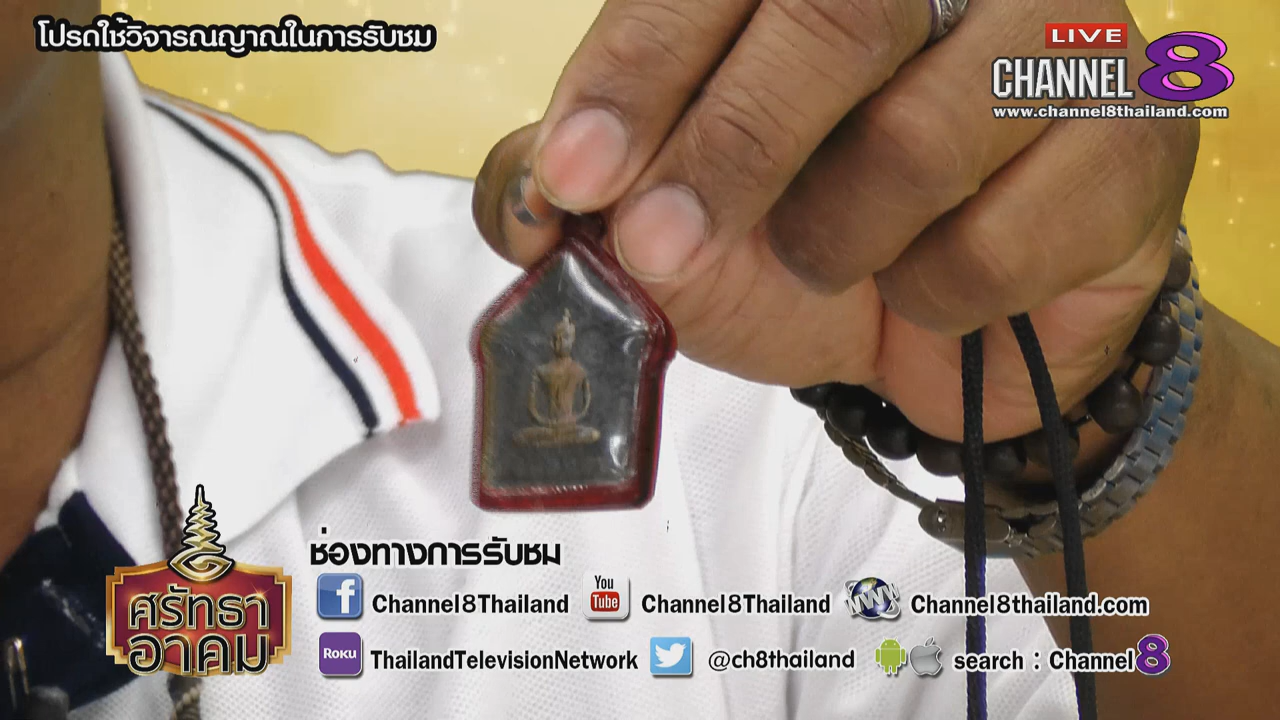 โปรดใช้วิจารณญาณในการรับชม
LIVE
CHANNEL 8
www.channel8thailand.com
ศรัทธา
อาคม
ช่องทางการรับชม
f Channel8Thailand
You Tube Channel8Thailand
WWW Channel8thailand.com
ROKU ThailandTelevisionNetwork
@ch8thailand
search : Channel 8